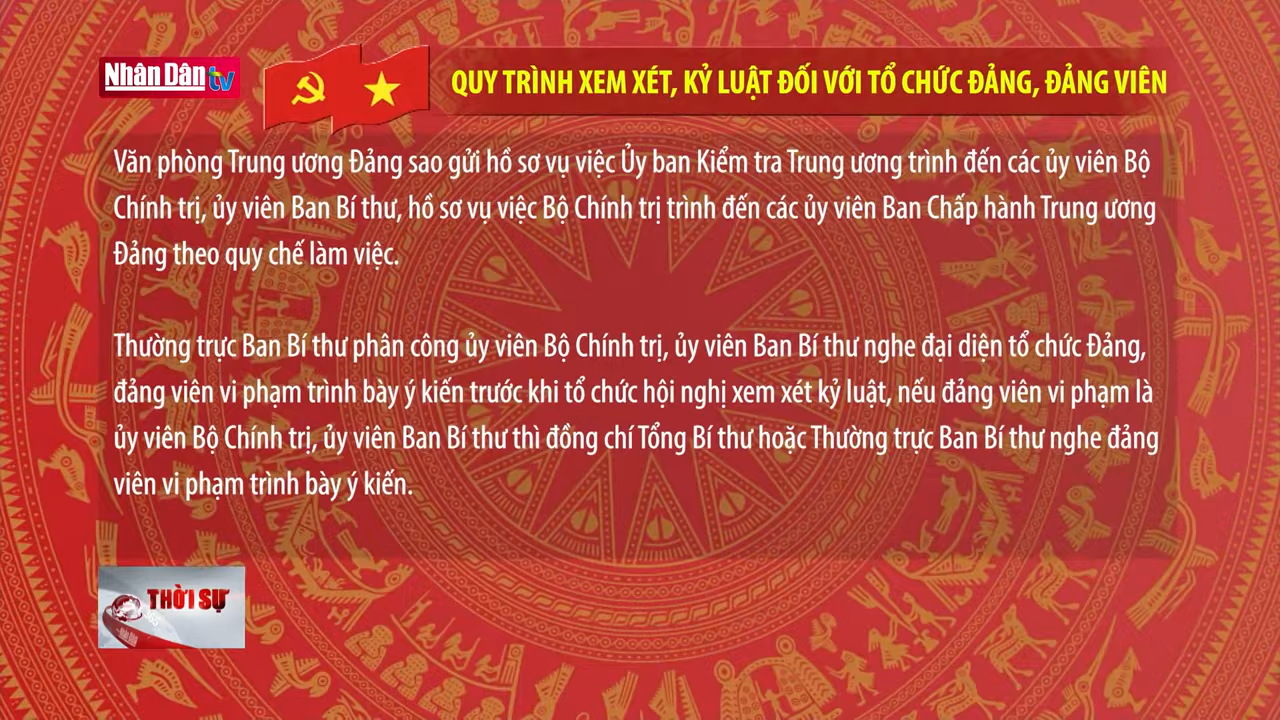 Nhân Dân tv
QUY TRÌNH XEM XÉT, KỶ LUẬT ĐỐI VỚI TỔ CHỨC ĐẢNG, ĐẢNG VIÊN
Văn phòng Trung ương Đảng sao gửi hồ sơ vụ việc Ủy ban Kiểm tra Trung ương trình đến các ủy viên Bộ
Chính trị, ủy viên Ban Bí thư, hồ sơ vụ việc Bộ Chính trị trình đến các ủy viên Ban Chấp hành Trung ương
Đảng theo quy chế làm việc.
Thường trực Ban Bí thư phân công ủy viên Bộ Chính trị, ủy viên Ban Bí thư nghe đại diện tổ chức Đảng,
đảng viên vi phạm trình bày ý kiến trước khi tổ chức hội nghị xem xét kỷ luật, nếu đảng viên vi phạm là
ủy viên Bộ Chính trị, ủy viên Ban Bí thư thì đồng chí Tổng Bí thư hoặc Thường trực Ban Bí thư nghe đảng
viên vi phạm trình bày ý kiến.
THỜI SỰ